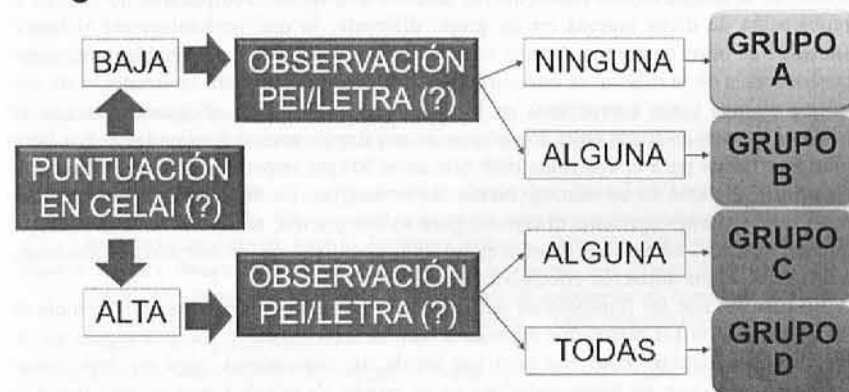 BAJA
OBSERVACIÓN
PEI/LETRA (?)
NINGUNA
GRUPO
A
ALGUNA
GRUPO
B
PUNTUACIÓN
EN CELAI (?)
ALTA
OBSERVACIÓN
PEI/LETRA (?)
ALGUNA
GRUPO
C
TODAS
GRUPO
D